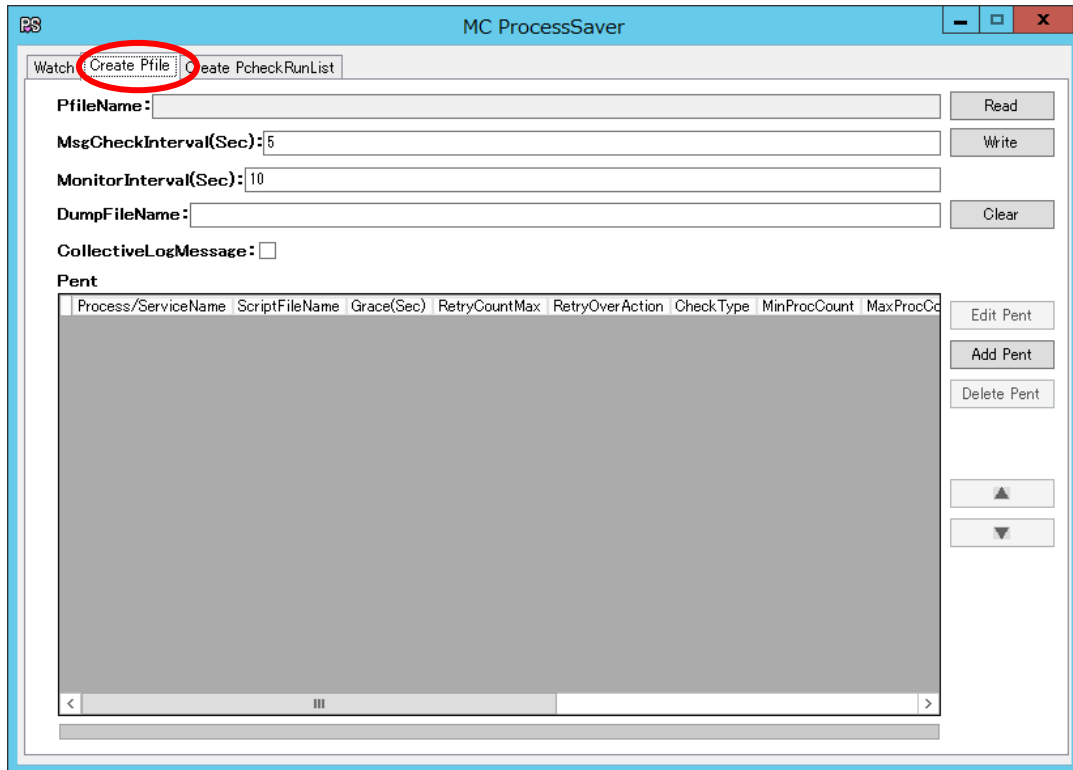 PS MC ProcessSaver
Watch Create Pfile Create PcheckRunList
PfileName: Read
MsgCheckInterval(Sec): 5 Write
MonitorInterval(Sec): 10
DumpFileName: Clear
CollectiveLogMessage:
Pent
Process/ServiceName ScriptFileName Grace(Sec) RetryCountMax RetryOverAction CheckType MinProcCount MaxProcCo
Edit Pent
Add Pent
Delete Pent